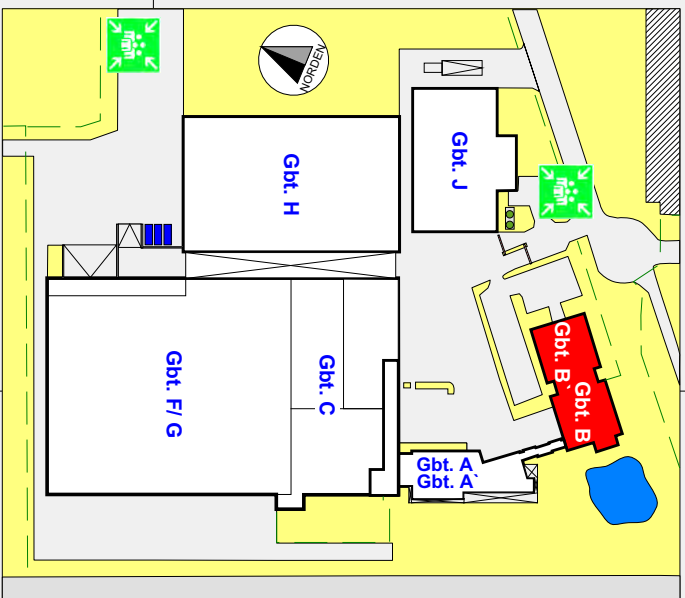 NORDEN
Gbt. H
Gbt. J
Gbt. B`
Gbt. B
Gbt. F/ G
Gbt. C
Gbt. A
Gbt. A`